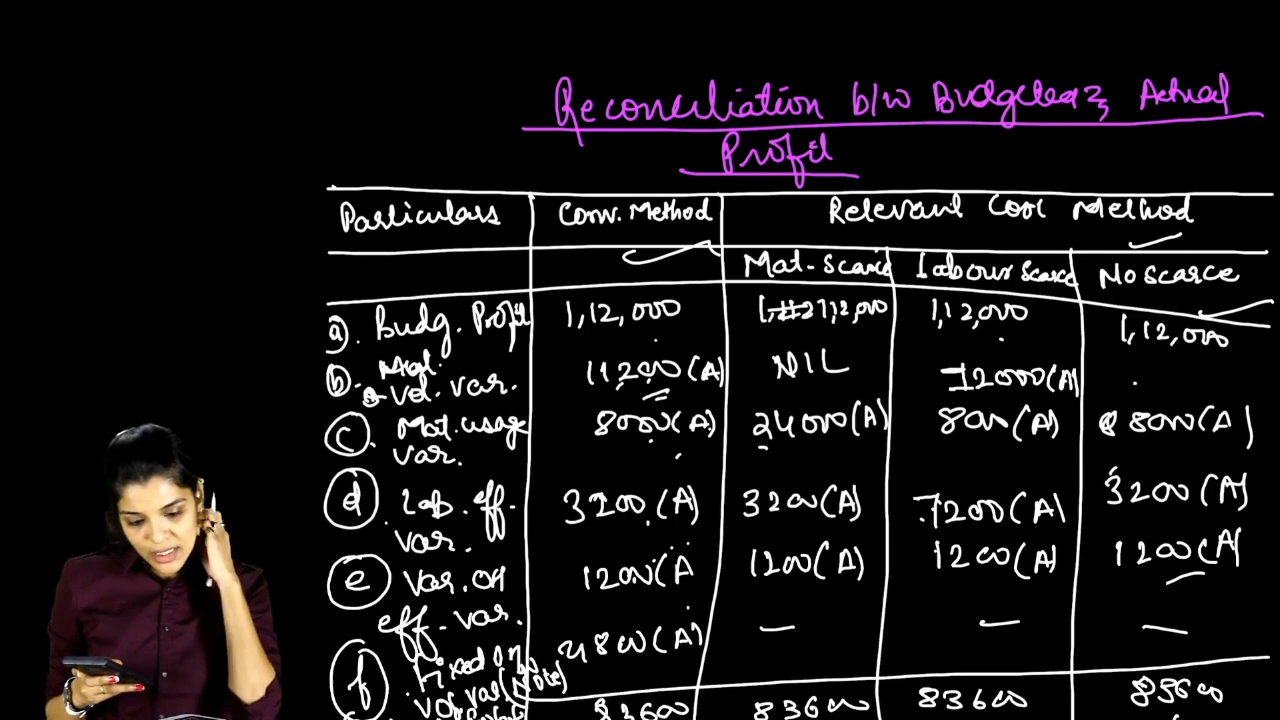 Reconciliation b/w Budgeted & Actual
Profit
Particulars Conv. Method Relevant Cost Method
Mat-Scarce Labour Scarce No scarce
a). Budg. Profit 1,12,000 1,12,000 1,12,000 1,12,000
b). vol. var. 11200(A) NIL 12000(A)
c). Mat. usage var. 8000(A) 24000(A) 8000(A) 8000(A)
d). Lab. eff. var. 3200(A) 3200(A) 7200(A) 3200(A)
e) Var. OH eff. var. 1200(A 1200(A) 1200(A) 1200(A)
f) Fixed OH vol var (Note) 4800(A) — — —
83600 83600 83600 83600